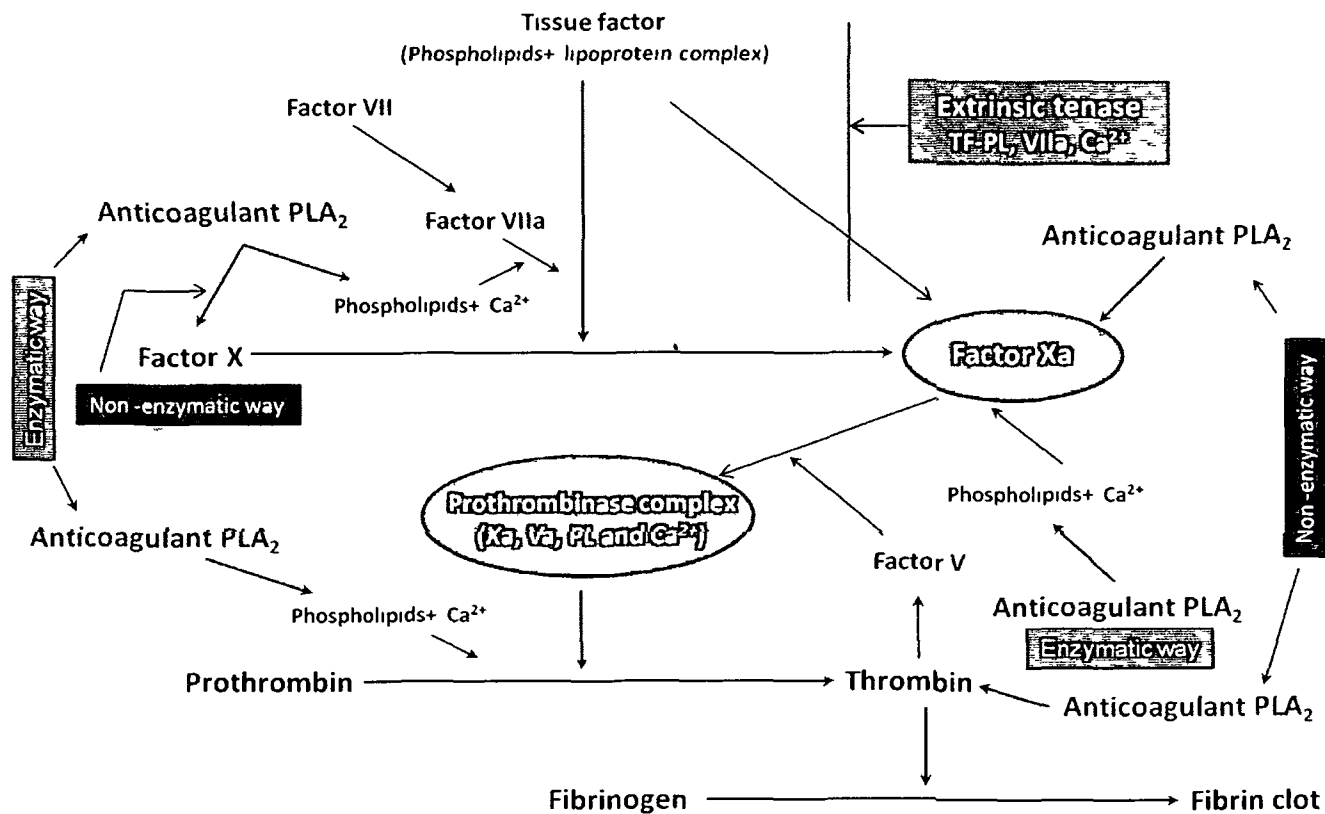 Tissue factor
(Phospholipids+ lipoprotein complex)
Factor VII
Extrinsic tenase
TF-PL, VIIa, Ca²⁺
Anticoagulant PLA₂
Factor VIIa
Anticoagulant PLA₂
Enzymatic way
Phospholipids+ Ca²⁺
Factor X
Factor Xa
Non -enzymatic way
Non -enzymatic way
Prothrombinase complex
(Xa, Va, PL and Ca²⁺)
Phospholipids+ Ca²⁺
Anticoagulant PLA₂
Factor V
Phospholipids+ Ca²⁺
Anticoagulant PLA₂
Enzymatic way
Prothrombin
Thrombin
Anticoagulant PLA₂
Fibrinogen
Fibrin clot